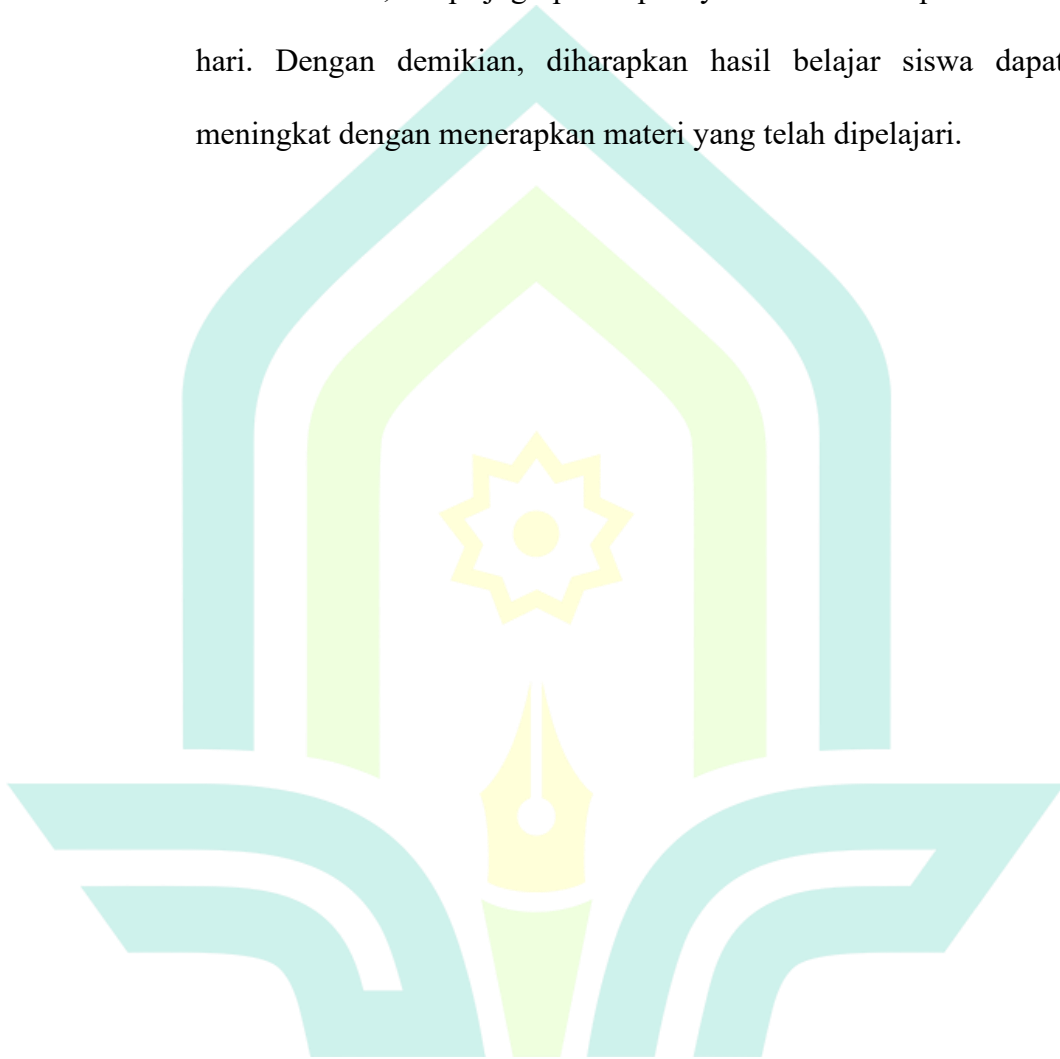 hari. Dengan demikian, diharapkan hasil belajar siswa dapat
meningkat dengan menerapkan materi yang telah dipelajari.